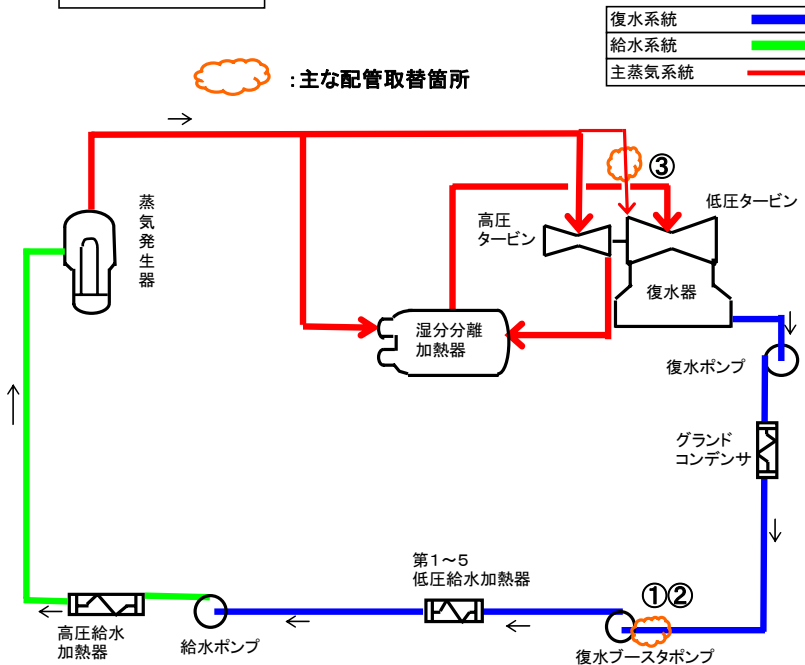 復水系統
給水系統
主蒸気系統
：主な配管取替箇所
③
低圧タービン
高圧
タービン
蒸
気
発
生
器
復水器
湿分分離
加熱器
復水ポンプ
グランド
コンデンサ
第1～5
低圧給水加熱器
①②
高圧給水
加熱器
給水ポンプ
復水ブースタポンプ